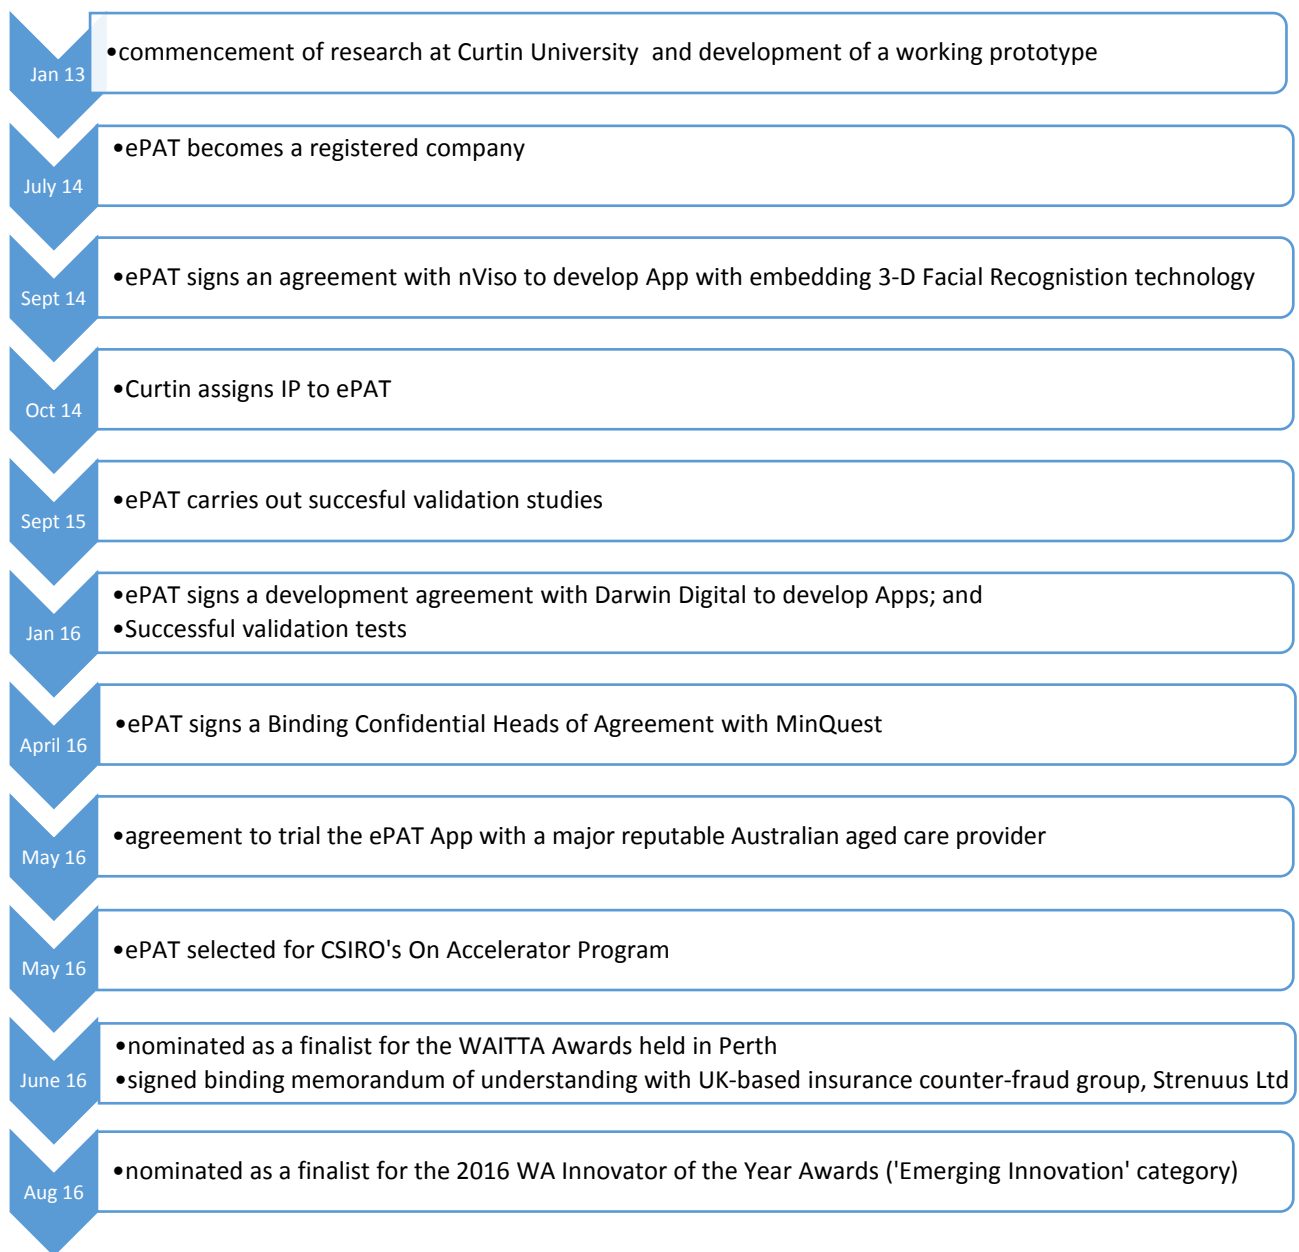 Jan 13
•commencement of research at Curtin University  and development of a working prototype
July 14
•ePAT becomes a registered company
Sept 14
•ePAT signs an agreement with nViso to develop App with embedding 3-D Facial Recognistion technology
Oct 14
•Curtin assigns IP to ePAT
Sept 15
•ePAT carries out succesful validation studies
Jan 16
•ePAT signs a development agreement with Darwin Digital to develop Apps; and
•Successful validation tests
April 16
•ePAT signs a Binding Confidential Heads of Agreement with MinQuest
May 16
•agreement to trial the ePAT App with a major reputable Australian aged care provider
May 16
•ePAT selected for CSIRO's On Accelerator Program
June 16
•nominated as a finalist for the WAITTA Awards held in Perth
•signed binding memorandum of understanding with UK-based insurance counter-fraud group, Strenuus Ltd
Aug 16
•nominated as a finalist for the 2016 WA Innovator of the Year Awards ('Emerging Innovation' category)